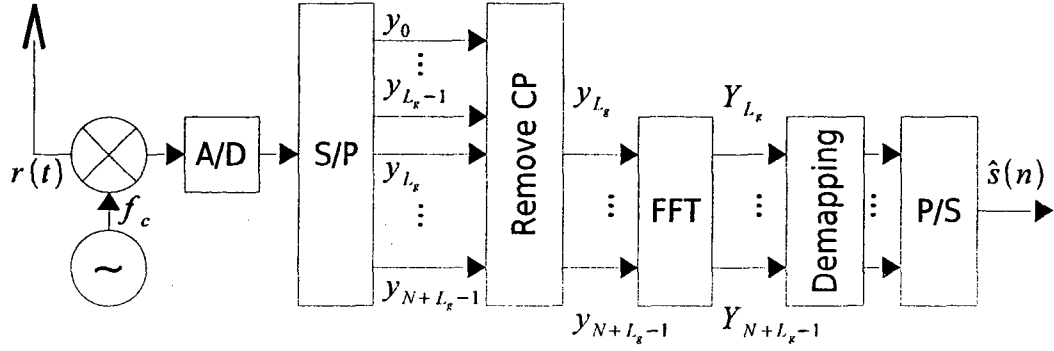 r(t)
f_c
~
A/D
S/P
y_0
...
y_{L_g-1}
y_{L_g}
...
y_{N+L_g-1}
Remove CP
y_{L_g}
...
y_{N+L_g-1}
FFT
Y_{L_g}
...
Y_{N+L_g-1}
Demapping
...
P/S
ŝ(n)